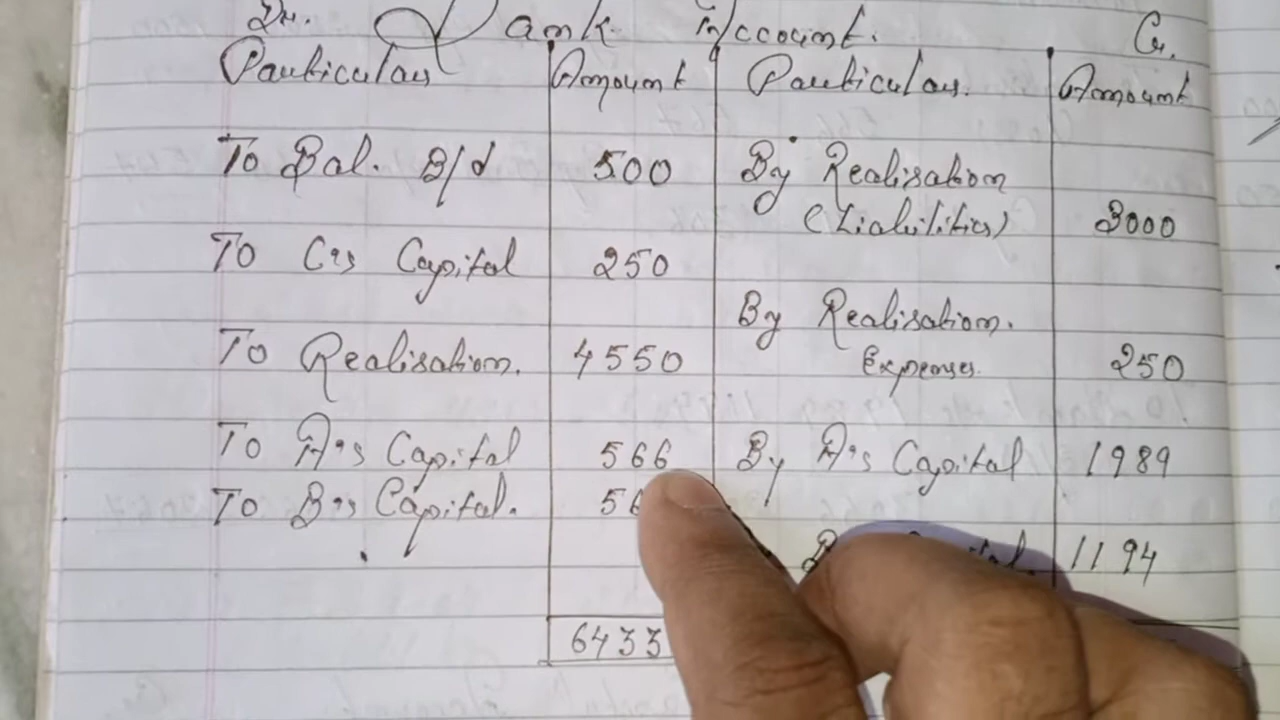 Dr. Bank Account. Cr.
Particulars Amount Particulars. Amount
To Bal. B/d 500 By Realisation
(Liabilities) 3000
To C's Capital 250
By Realisation.
To Realisation. 4550 Expenses. 250
To A's Capital 566 By A's Capital 1989
To B's Capital.
1194
6433